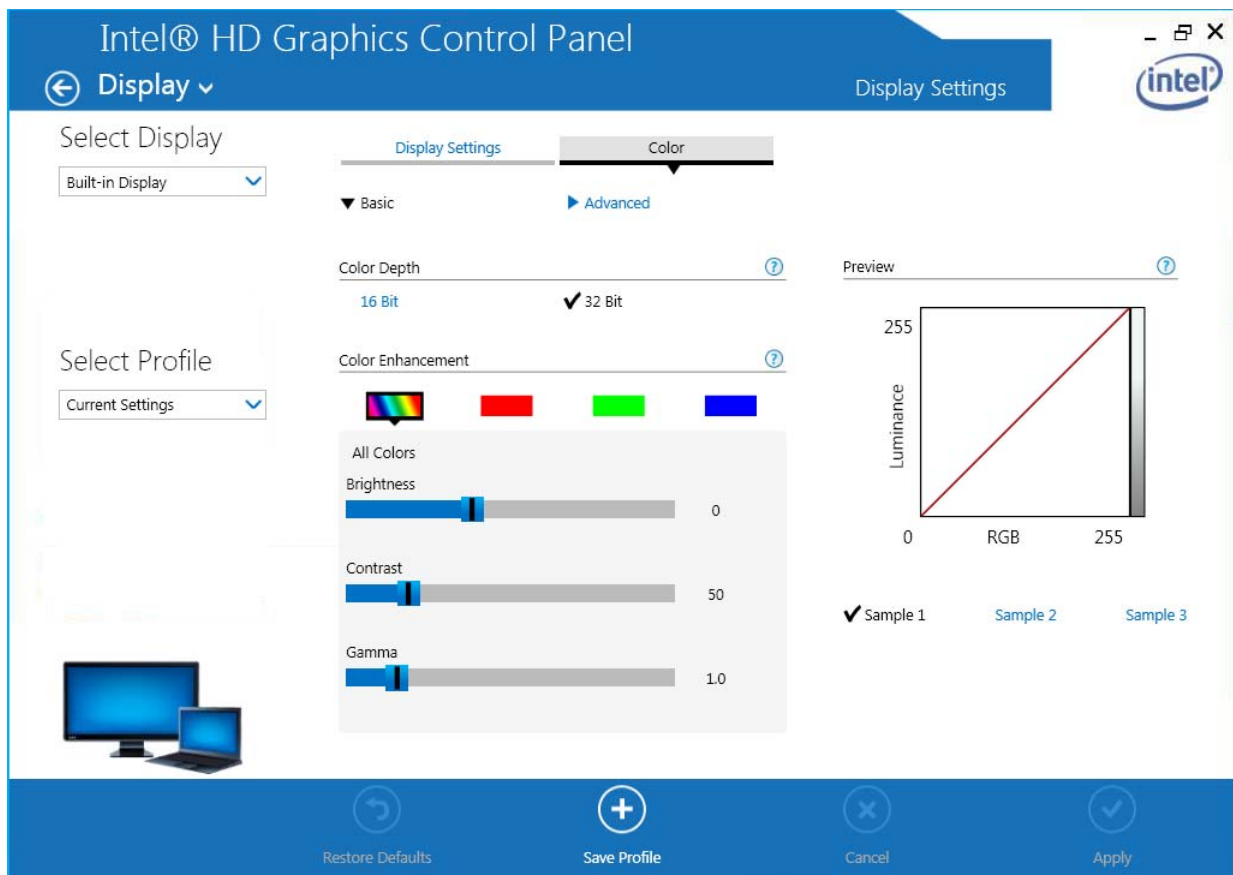 Intel® HD Graphics Control Panel
Display
Display Settings
intel
Select Display
Built-in Display
Display Settings
Color
Basic
Advanced
Color Depth
16 Bit
32 Bit
Select Profile
Current Settings
Color Enhancement
All Colors
Brightness
0
Contrast
50
Gamma
1.0
Preview
255
Luminance
0
RGB
255
Sample 1
Sample 2
Sample 3
Restore Defaults
Save Profile
Cancel
Apply